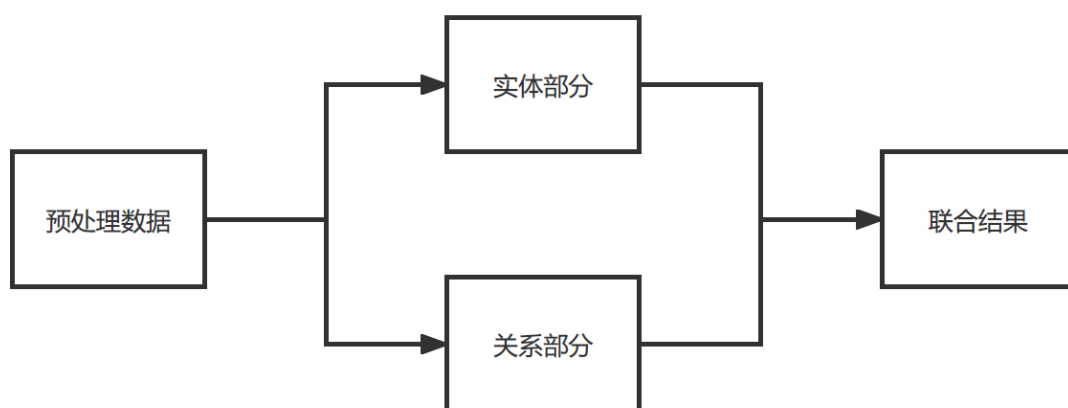 实体部分
预处理数据
联合结果
关系部分